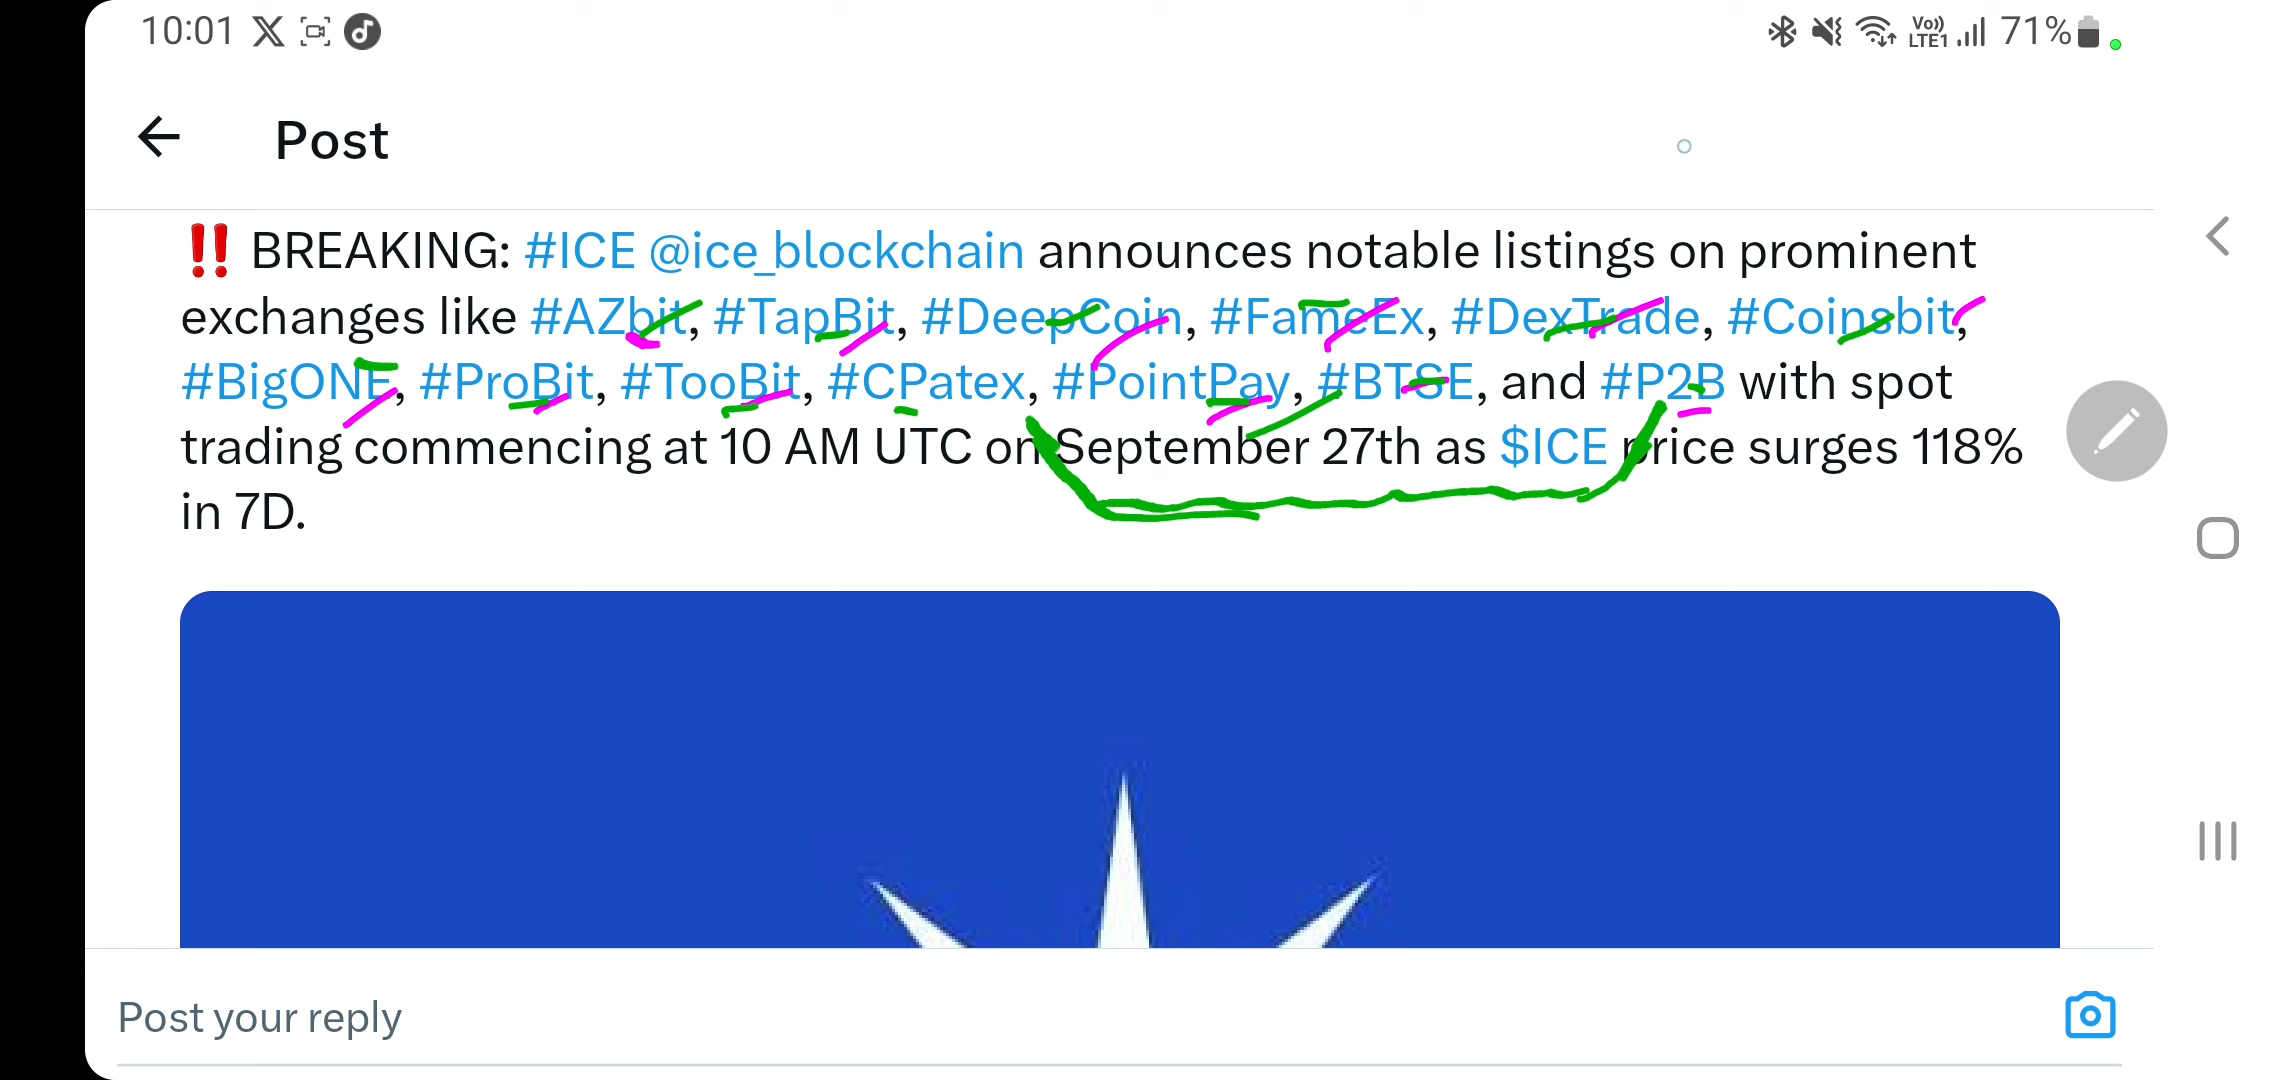 10:01 Vo)) LTE1 71%
Post
‼ BREAKING: #ICE @ice_blockchain announces notable listings on prominent
exchanges like #AZbit, #TapBit, #DeepCoin, #FameEx, #DexTrade, #Coinsbit,
#BigONE, #ProBit, #TooBit, #CPatex, #PointPay, #BTSE, and #P2B with spot
trading commencing at 10 AM UTC on September 27th as $ICE price surges 118%
in 7D.
Post your reply